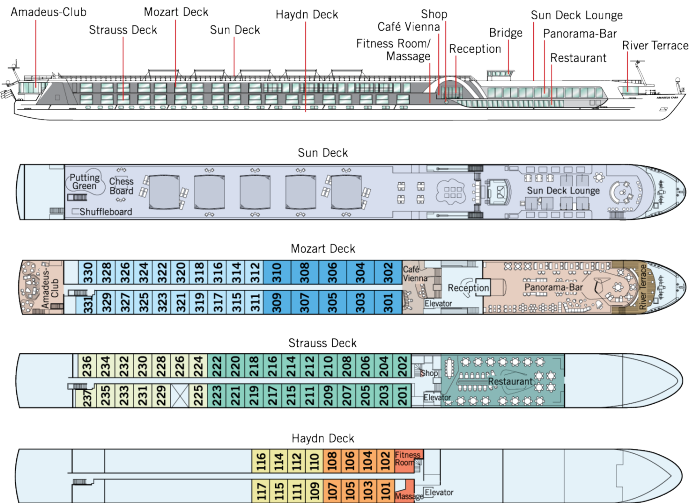 Amadeus-Club
Mozart Deck
Haydn Deck
Shop
Sun Deck Lounge
Strauss Deck
Sun Deck
Café Vienna
Bridge
Panorama-Bar
Fitness Room/
Massage
Reception
Restaurant
River Terrace
Sun Deck
Putting
Green
Chess
Board
Shuffleboard
Sun Deck Lounge
Mozart Deck
330 328 326 324 322 320 318 316 314 312 310 308 306 304 302
Amadeus-
Club
Café
Vienna
Reception
Panorama-Bar
River Terrace
331 329 327 325 323 321 319 317 315 311 309 307 305 303 301
Elevator
Strauss Deck
236 234 232 230 228 226 224 222 220 218 216 214 212 210 208 206 204 202
Shop
Restaurant
237 235 233 231 229 225 223 221 219 217 215 211 209 207 205 203 201
Elevator
Haydn Deck
116 114 112 110 108 106 104 102
Fitness
Room
117 115 111 109 107 105 103 101
Massage
Elevator